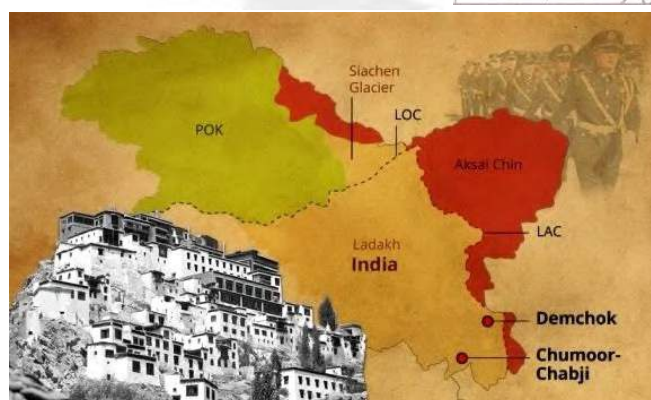 Siachen
Glacier
LOC
POK
Aksai Chin
LAC
Ladakh
India
Demchok
Chumoor-
Chabji